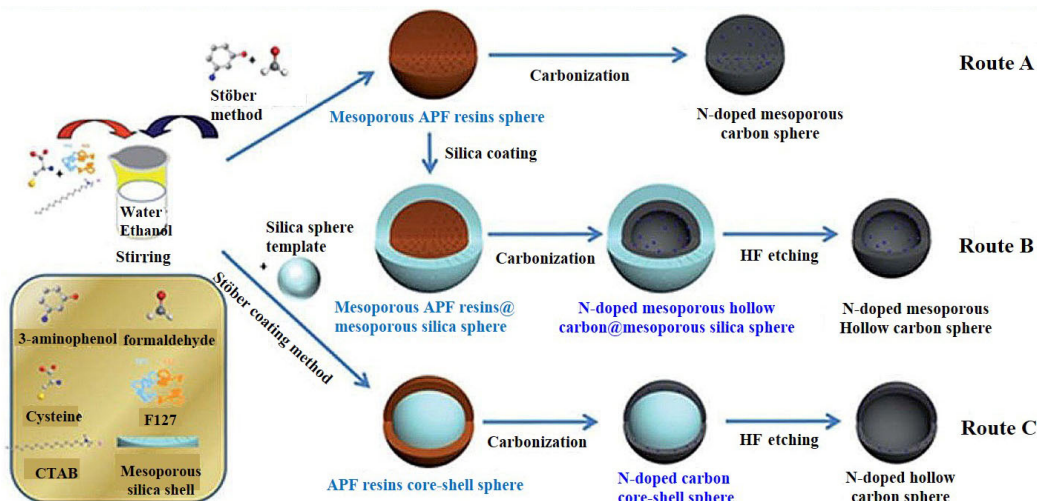 Stöber
method
Mesoporous APF resins sphere
Carbonization
N-doped mesoporous
carbon sphere
Route A
Silica coating
Water
Ethanol
Stirring
Silica sphere
template
+
Stöber coating method
Mesoporous APF resins@
mesoporous silica sphere
Carbonization
N-doped mesoporous hollow
carbon@mesoporous silica sphere
HF etching
N-doped mesoporous
Hollow carbon sphere
Route B
3-aminophenol
formaldehyde
Cysteine
F127
CTAB
Mesoporous
silica shell
APF resins core-shell sphere
Carbonization
N-doped carbon
core-shell sphere
HF etching
N-doped hollow
carbon sphere
Route C